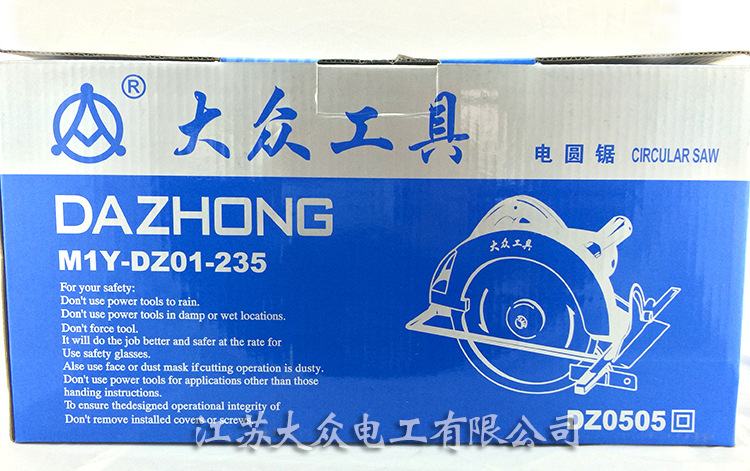 ®
大众工具
电圆锯 CIRCULAR SAW
DAZHONG
M1Y-DZ01-235
For your safety:
Don't use power tools to rain.
Don't use power tools in damp or wet locations.
Don't force tool.
It will do the job better and safer at the rate for
Use safety glasses.
Alse use face or dust mask if cutting operation is dusty.
Don't use power tools for applications other than those
handing instructions.
To ensure thedesigned operational integrity of
Don't remove installed covers or screws.
大众工具
DZ0505
江苏大众电工有限公司